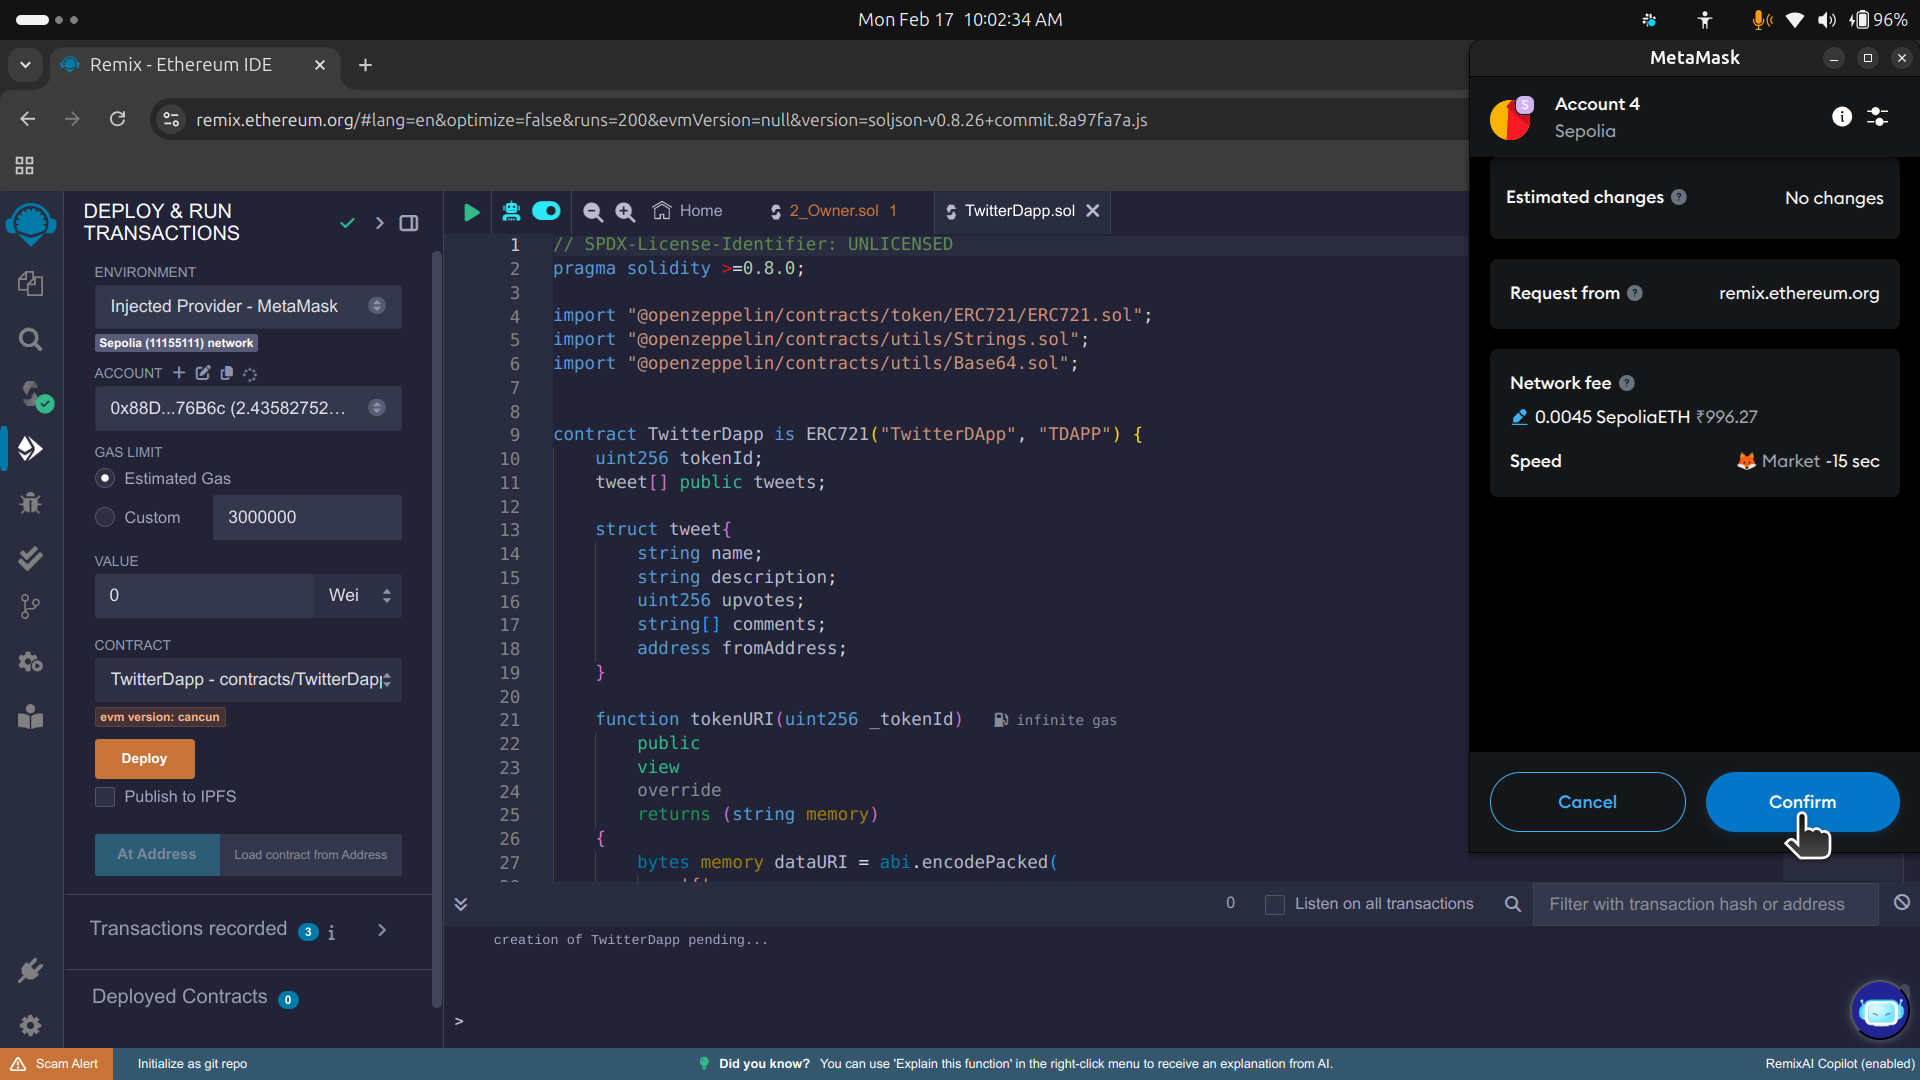 Mon Feb 17 10:02:34 AM
96%
Remix - Ethereum IDE
remix.ethereum.org/#lang=en&optimize=false&runs=200&evmVersion=null&version=soljson-v0.8.26+commit.8a97fa7a.js
DEPLOY & RUN
TRANSACTIONS
ENVIRONMENT
Injected Provider - MetaMask
Sepolia (11155111) network
ACCOUNT
0x88D...76B6c (2.43582752...
GAS LIMIT
Estimated Gas
Custom
3000000
VALUE
0
Wei
CONTRACT
TwitterDapp - contracts/TwitterDapp
evm version: cancun
Deploy
Publish to IPFS
At Address
Load contract from Address
Transactions recorded 3 i
Deployed Contracts 0
Home
2_Owner.sol 1
TwitterDapp.sol
1 // SPDX-License-Identifier: UNLICENSED
2 pragma solidity >=0.8.0;
3
4 import "@openzeppelin/contracts/token/ERC721/ERC721.sol";
5 import "@openzeppelin/contracts/utils/Strings.sol";
6 import "@openzeppelin/contracts/utils/Base64.sol";
7
8
9 contract TwitterDapp is ERC721("TwitterDApp", "TDAPP") {
10 uint256 tokenId;
11 tweet[] public tweets;
12
13 struct tweet{
14 string name;
15 string description;
16 uint256 upvotes;
17 string[] comments;
18 address fromAddress;
19 }
20
21 function tokenURI(uint256 _tokenId) infinite gas
22 public
23 view
24 override
25 returns (string memory)
26 {
27 bytes memory dataURI = abi.encodePacked(
0
Listen on all transactions
Filter with transaction hash or address
creation of TwitterDapp pending...
>
MetaMask
S
Account 4
Sepolia
Estimated changes ?
No changes
Request from ?
remix.ethereum.org
Network fee ?
0.0045 SepoliaETH ₹996.27
Speed
Market ~15 sec
Cancel
Confirm
Scam Alert
Initialize as git repo
Did you know? You can use 'Explain this function' in the right-click menu to receive an explanation from AI.
RemixAI Copilot (enabled)